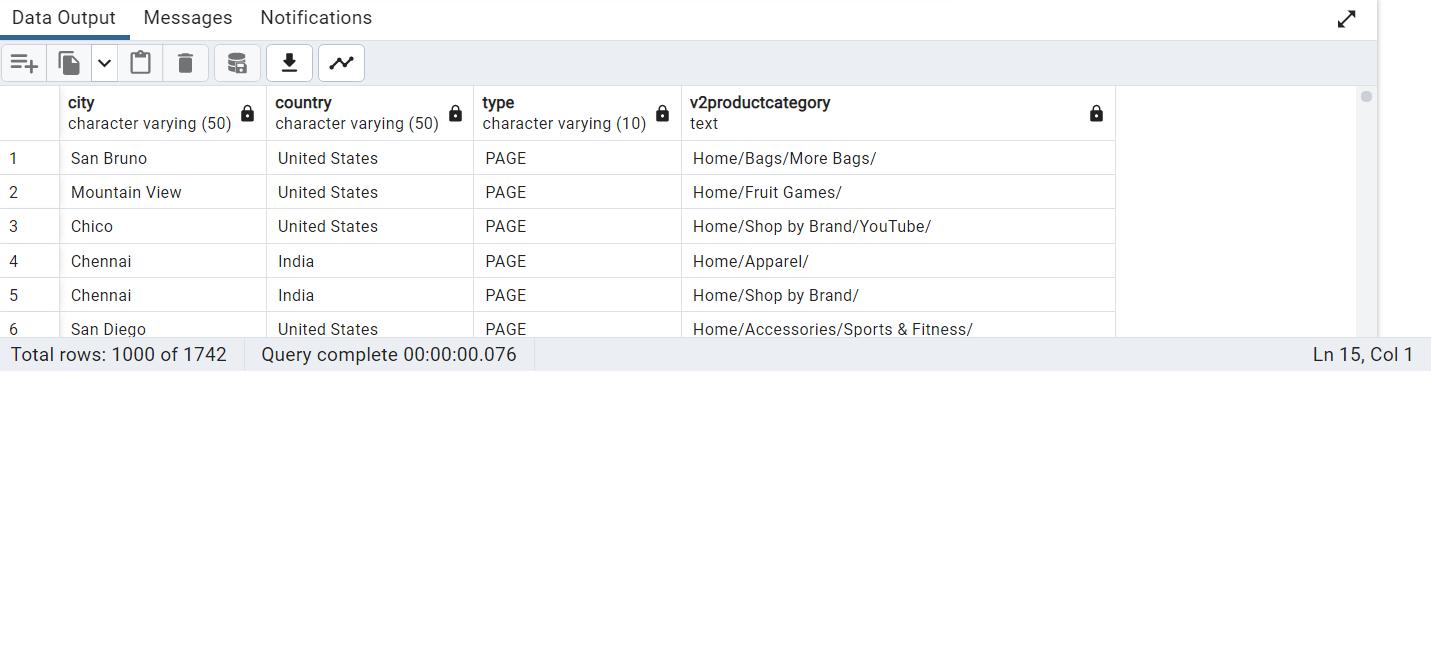 Data Output Messages Notifications
city country type v2productcategory
character varying (50) character varying (50) character varying (10) text
1 San Bruno United States PAGE Home/Bags/More Bags/
2 Mountain View United States PAGE Home/Fruit Games/
3 Chico United States PAGE Home/Shop by Brand/YouTube/
4 Chennai India PAGE Home/Apparel/
5 Chennai India PAGE Home/Shop by Brand/
6 San Diego United States PAGE Home/Accessories/Sports & Fitness/
Total rows: 1000 of 1742 Query complete 00:00:00.076 Ln 15, Col 1